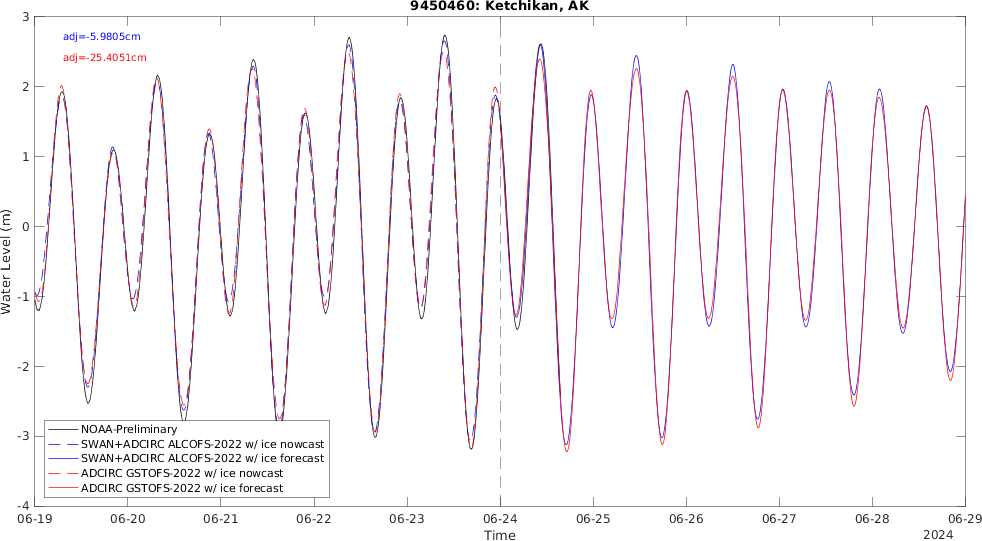 9450460: Ketchikan, AK
adj=-5.9805cm
adj=-25.4051cm
Water Level (m)
3
2
1
0
-1
-2
-3
-4
NOAA-Preliminary
SWAN+ADCIRC ALCOFS-2022 w/ ice nowcast
SWAN+ADCIRC ALCOFS-2022 w/ ice forecast
ADCIRC GSTOFS-2022 w/ ice nowcast
ADCIRC GSTOFS-2022 w/ ice forecast
06-19 06-20 06-21 06-22 06-23 06-24 06-25 06-26 06-27 06-28 06-29
Time
2024